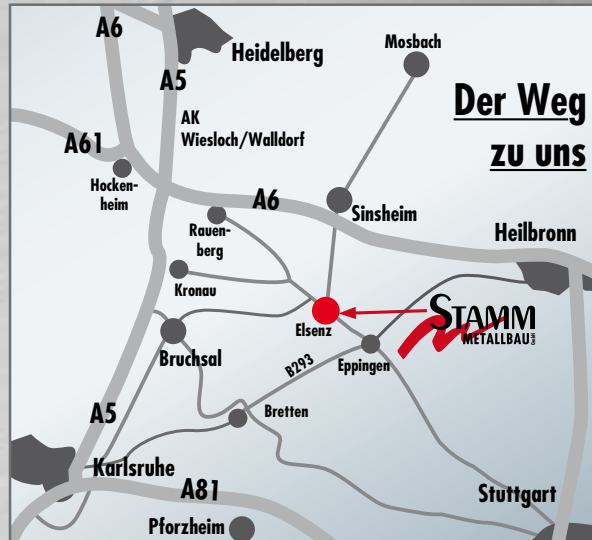 A6
Heidelberg
Mosbach
A5
Der Weg
zu uns
AK
Wiesloch/Walldorf
A61
Hocken-
heim
A6
Sinsheim
Rauen-
berg
Heilbronn
Kronau
STAMM
METALLBAU GmbH
Elsenz
Bruchsal
Eppingen
B293
A5
Bretten
Karlsruhe
A81
Stuttgart
Pforzheim